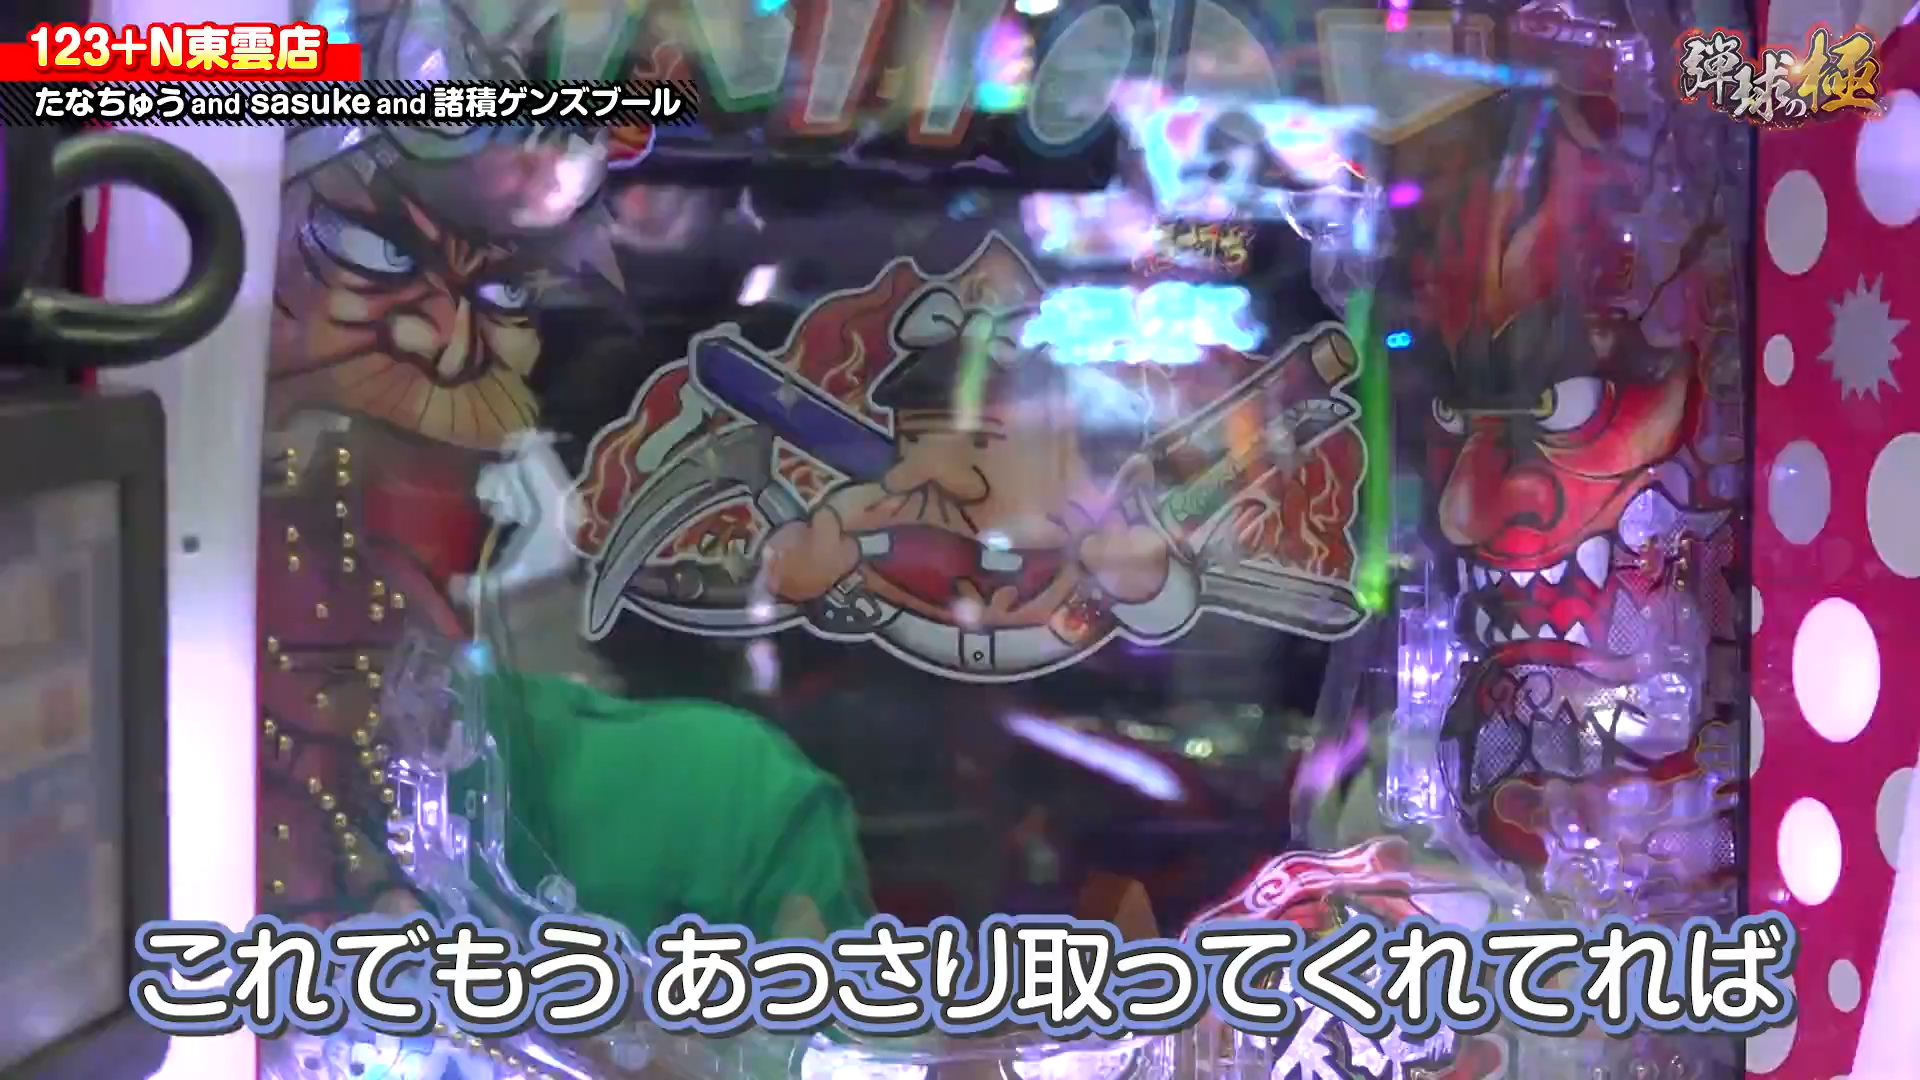 123+N東雲店
たなちゅう and sasuke and 諸積ゲンズブール
弾球の極
これでもう あっさり取ってくれてれば